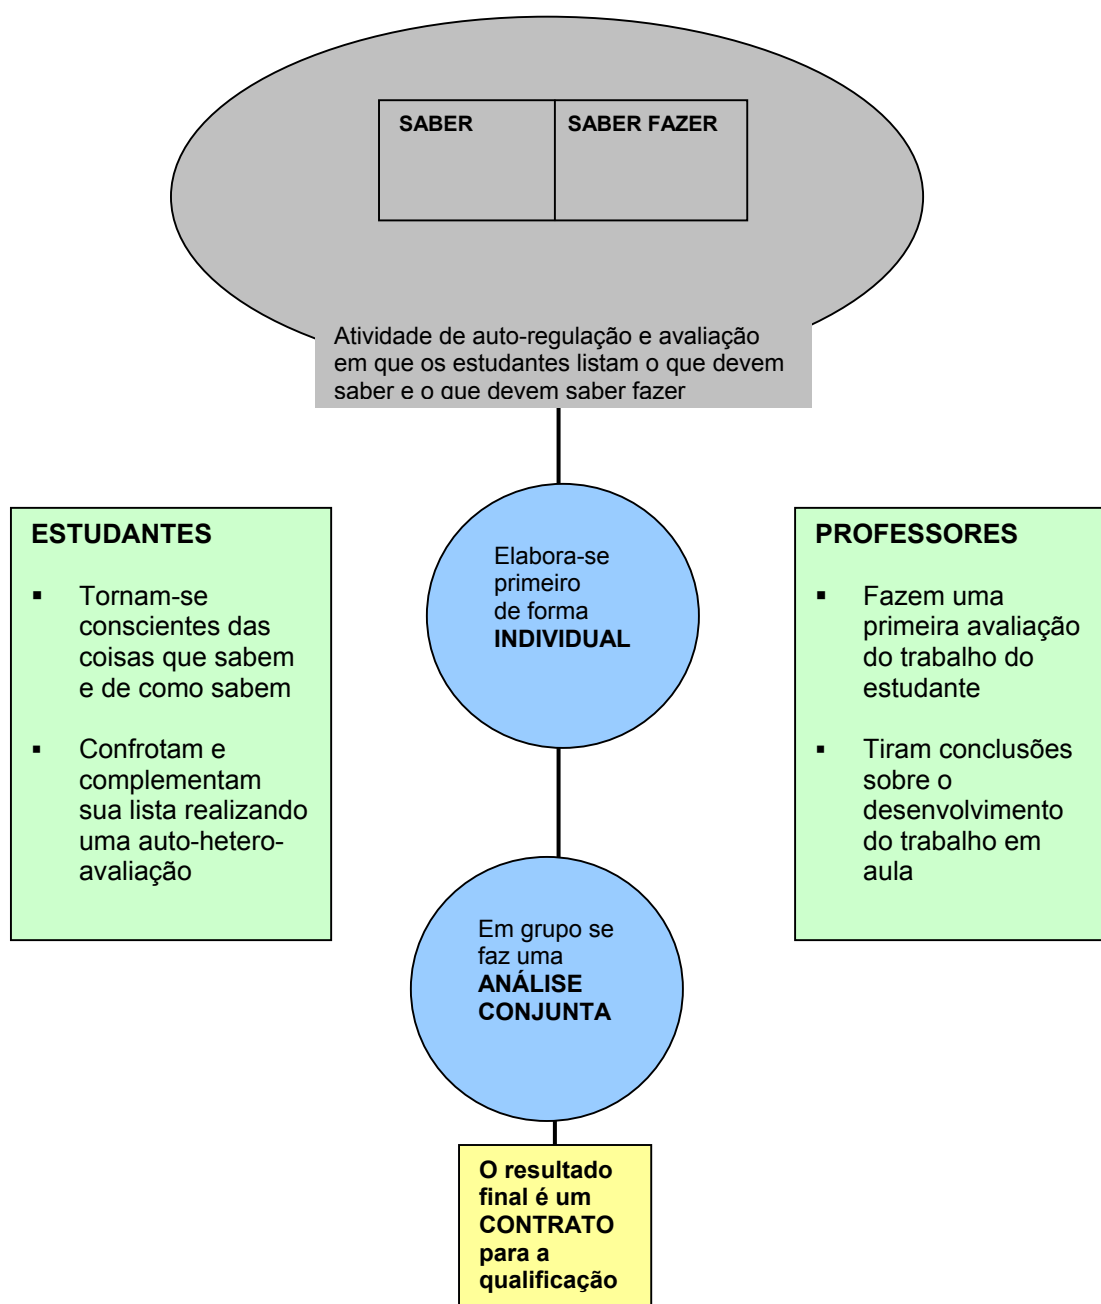 SABER
SABER FAZER
Atividade de auto-regulação e avaliação
em que os estudantes listam o que devem
saber e o que devem saber fazer
ESTUDANTES
▪ Tornam-se
conscientes das
coisas que sabem
e de como sabem
▪ Confrotam e
complementam
sua lista realizando
uma auto-hetero-
avaliação
Elabora-se
primeiro
de forma
INDIVIDUAL
PROFESSORES
▪ Fazem uma
primeira avaliação
do trabalho do
estudante
▪ Tiram conclusões
sobre o
desenvolvimento
do trabalho em
aula
Em grupo se
faz uma
ANÁLISE
CONJUNTA
O resultado
final é um
CONTRATO
para a
qualificação